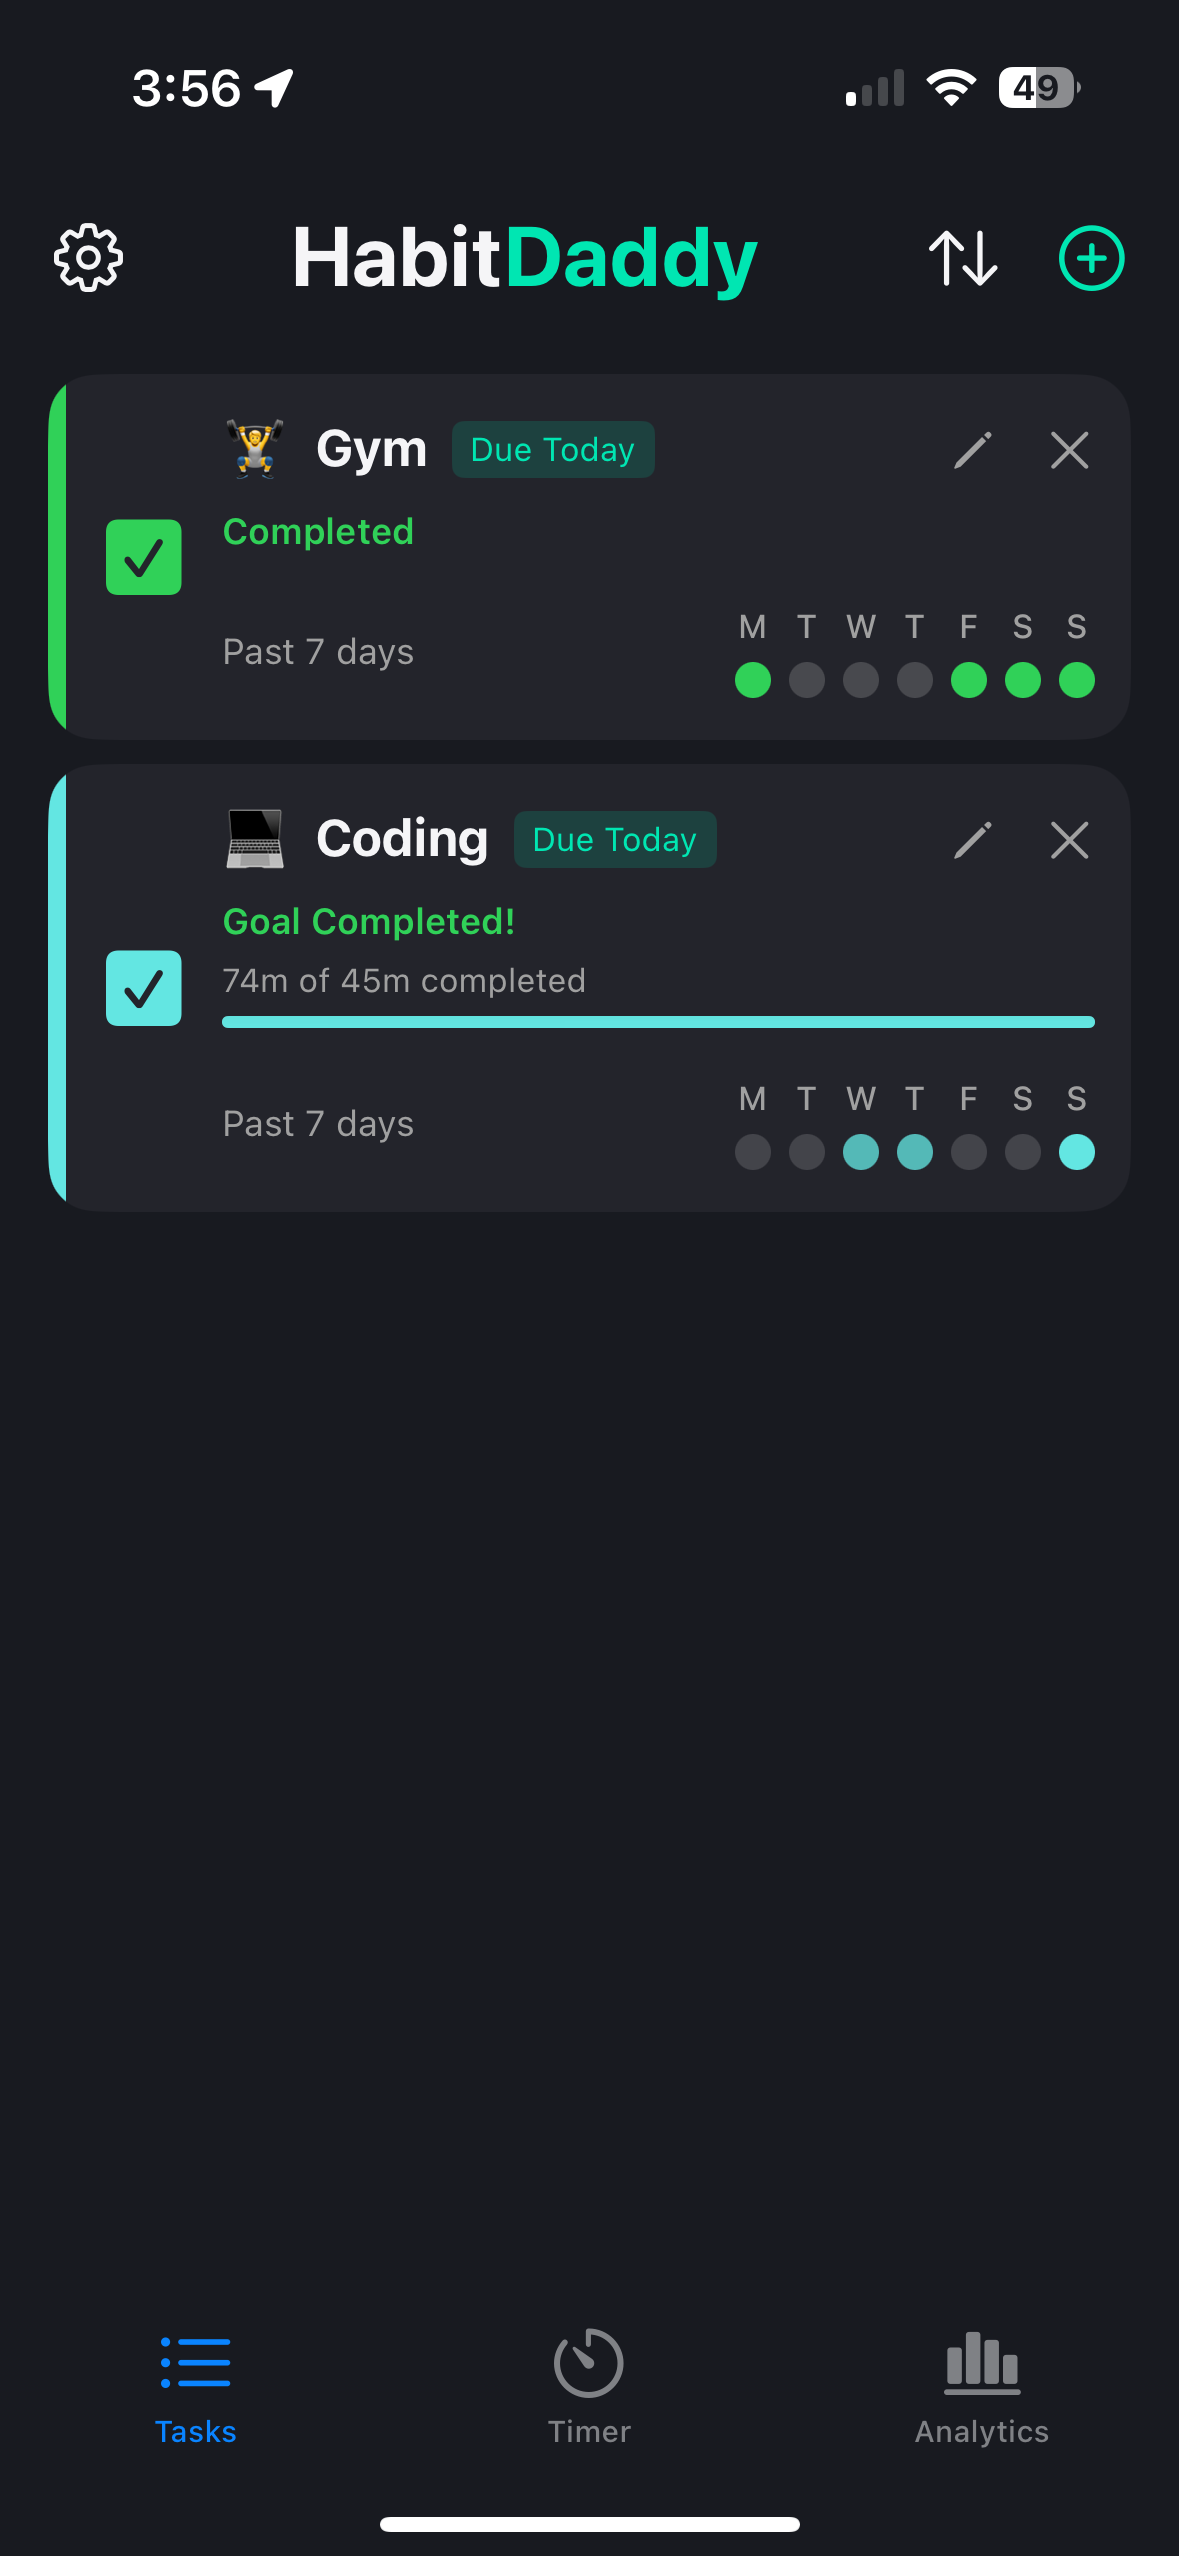 3:56
49
HabitDaddy
Gym Due Today
Completed
M T W T F S S
Past 7 days
Coding Due Today
Goal Completed!
74m of 45m completed
M T W T F S S
Past 7 days
Tasks Timer Analytics